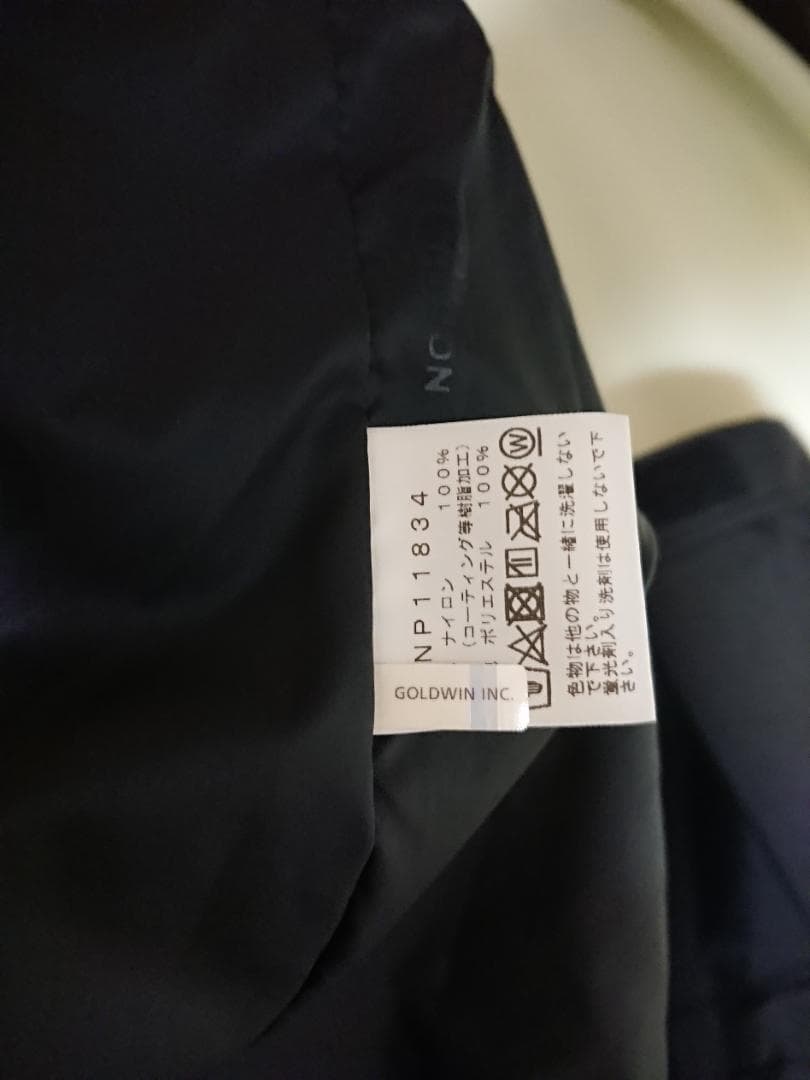 NP11834
ナイロン 100%
(コーティング等樹脂加工)
ポリエステル 100%
W
色物は他の物と一緒に洗濯しない
で下さい。
蛍光剤入り洗剤は使用しないで下
さい。
GOLDWIN INC.
NO